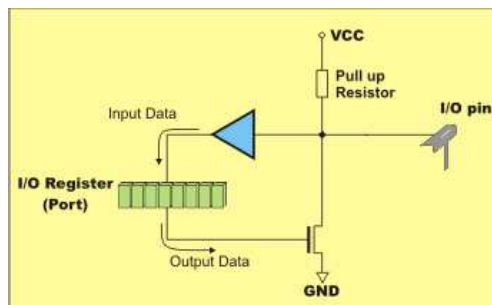 VCC
Pull up
Resistor
I/O pin
Input Data
I/O Register
(Port)
Output Data
GND